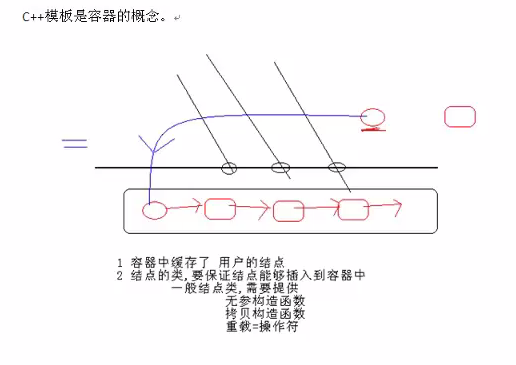 C++模板是容器的概念。
1 容器中缓存了 用户的结点
2 结点的类,要保证结点能够插入到容器中
一般结点类,需要提供
无参构造函数
拷贝构造函数
重载=操作符